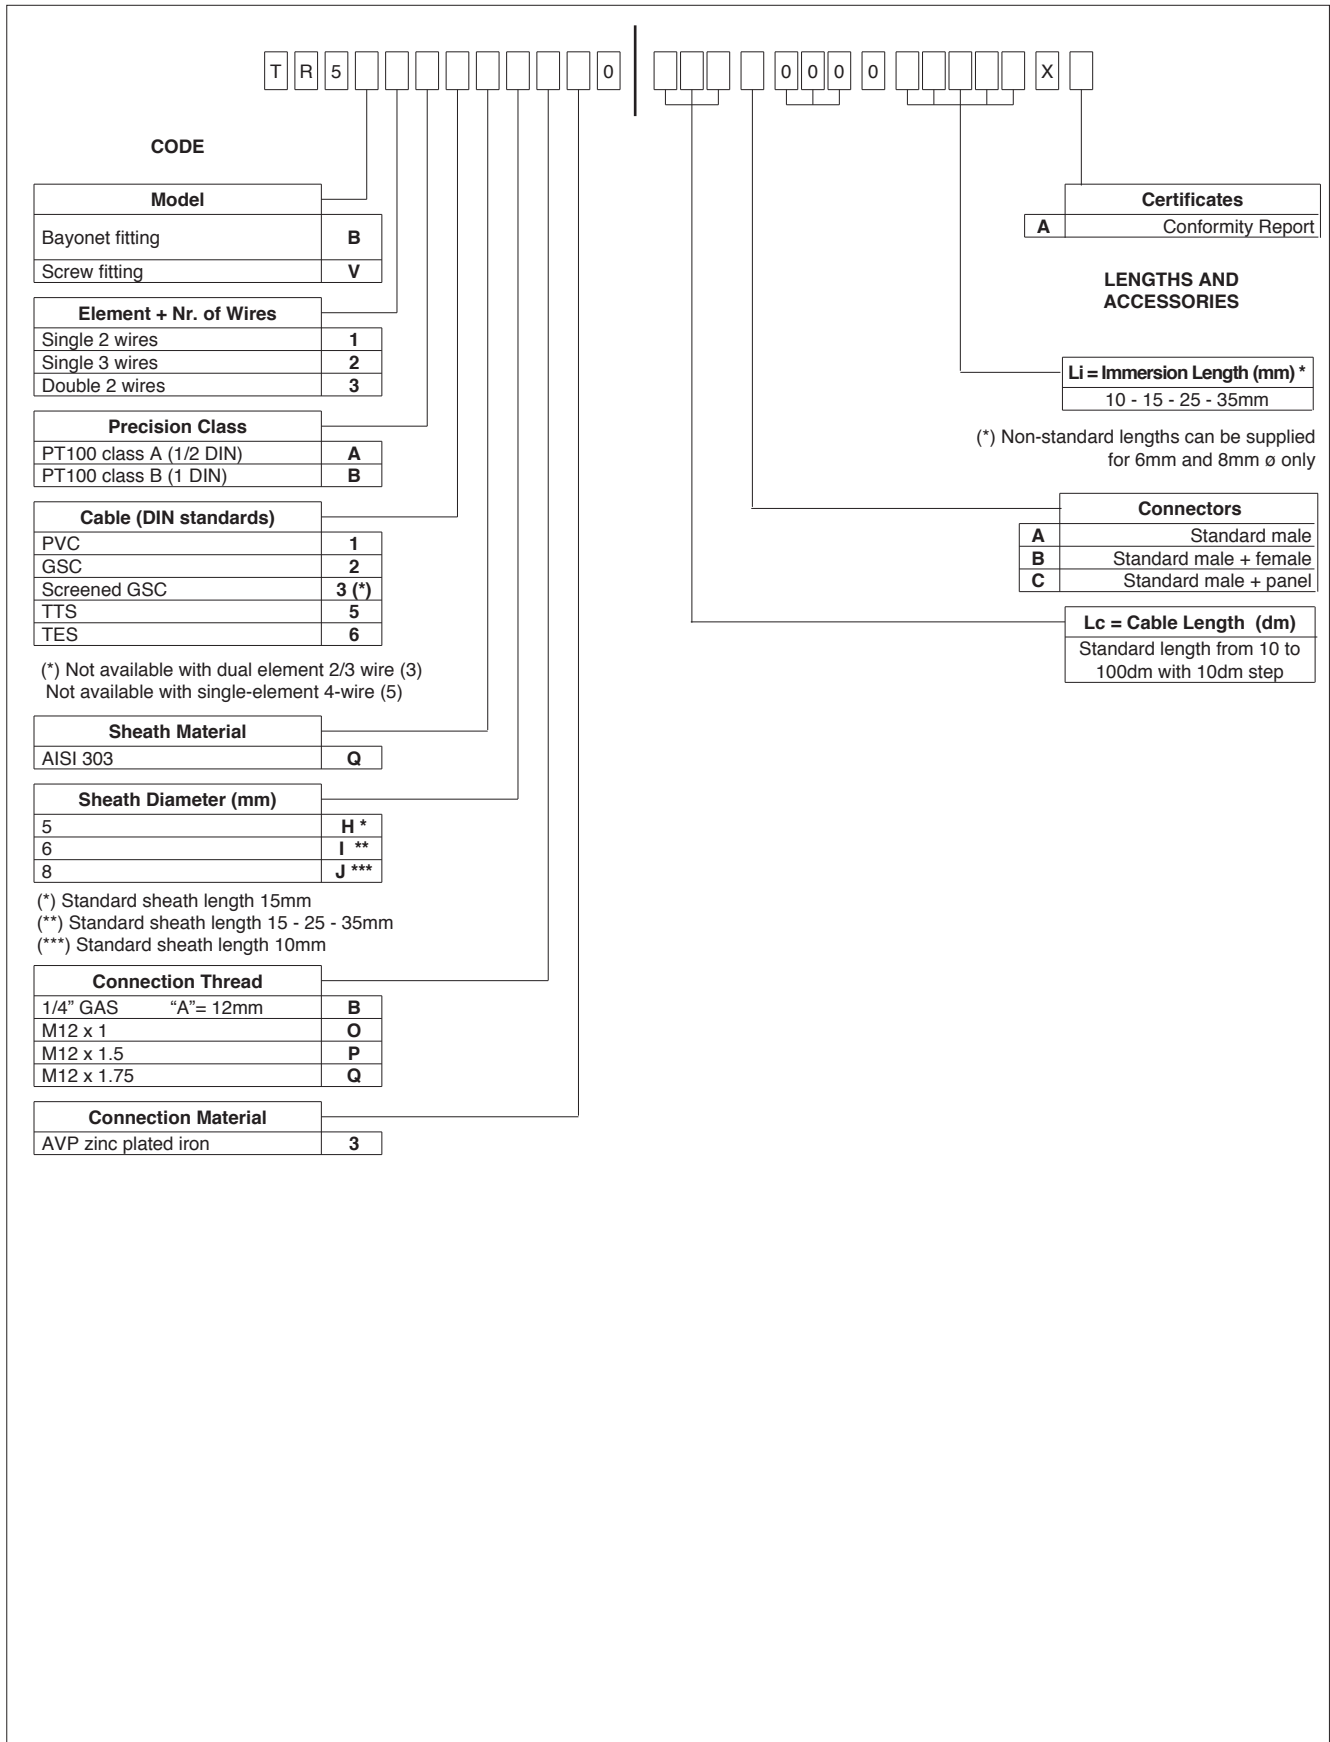 T R 5 0 0 0 0 0 X
CODE
Model
Bayonet fitting B
Screw fitting V
Element + Nr. of Wires
Single 2 wires 1
Single 3 wires 2
Double 2 wires 3
Precision Class
PT100 class A (1/2 DIN) A
PT100 class B (1 DIN) B
Cable (DIN standards)
PVC 1
GSC 2
Screened GSC 3 (*)
TTS 5
TES 6
(*) Not available with dual element 2/3 wire (3)
Not available with single-element 4-wire (5)
Sheath Material
AISI 303 Q
Sheath Diameter (mm)
5 H *
6 I **
8 J ***
(*) Standard sheath length 15mm
(**) Standard sheath length 15 - 25 - 35mm
(***) Standard sheath length 10mm
Connection Thread
1/4” GAS “A”= 12mm B
M12 x 1 O
M12 x 1.5 P
M12 x 1.75 Q
Connection Material
AVP zinc plated iron 3
Certificates
A Conformity Report
LENGTHS AND
ACCESSORIES
Li = Immersion Length (mm) *
10 - 15 - 25 - 35mm
(*) Non-standard lengths can be supplied
for 6mm and 8mm ø only
Connectors
A Standard male
B Standard male + female
C Standard male + panel
Lc = Cable Length (dm)
Standard length from 10 to
100dm with 10dm step